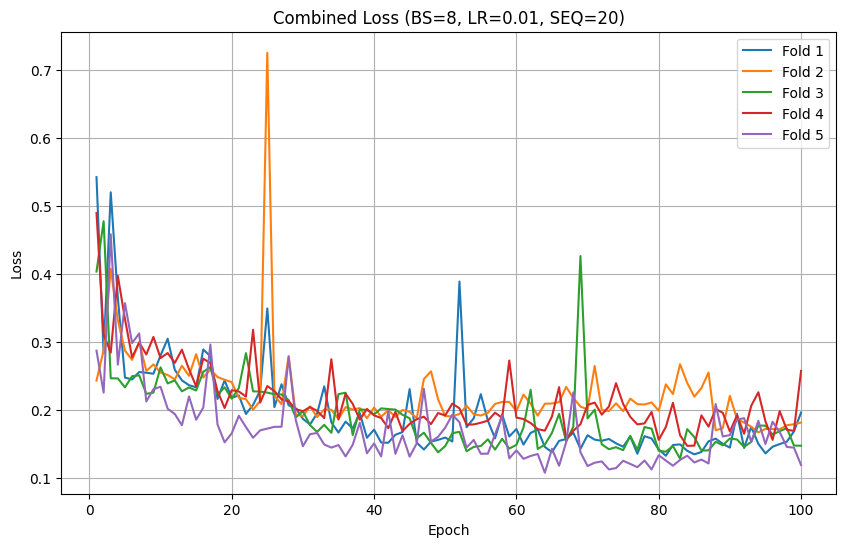 Combined Loss (BS=8, LR=0.01, SEQ=20)
Fold 1
Fold 2
Fold 3
Fold 4
Fold 5
0.7
0.6
0.5
0.4
0.3
0.2
0.1
Loss
0 20 40 60 80 100
Epoch